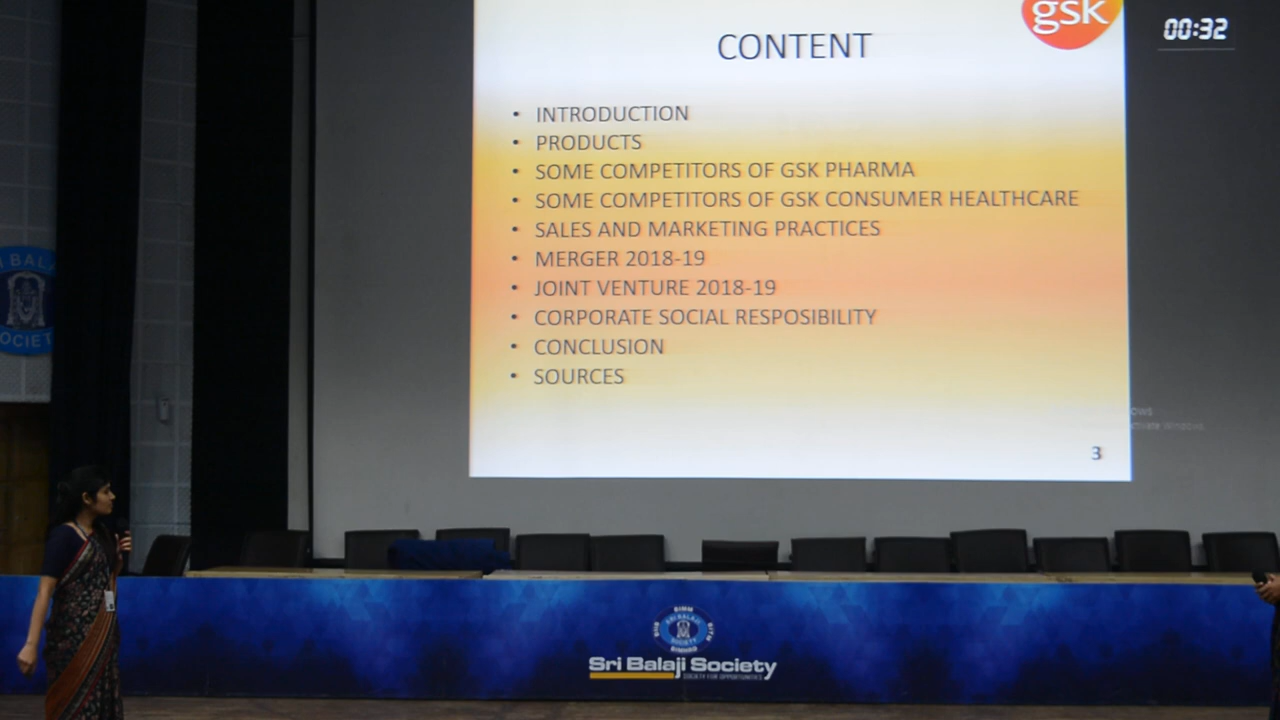 gsk
00:32
CONTENT
• INTRODUCTION
• PRODUCTS
• SOME COMPETITORS OF GSK PHARMA
• SOME COMPETITORS OF GSK CONSUMER HEALTHCARE
• SALES AND MARKETING PRACTICES
• MERGER 2018-19
• JOINT VENTURE 2018-19
• CORPORATE SOCIAL RESPOSIBILITY
• CONCLUSION
• SOURCES
3
Sri Balaji Society
SOCIETY FOR OPPORTUNITIES